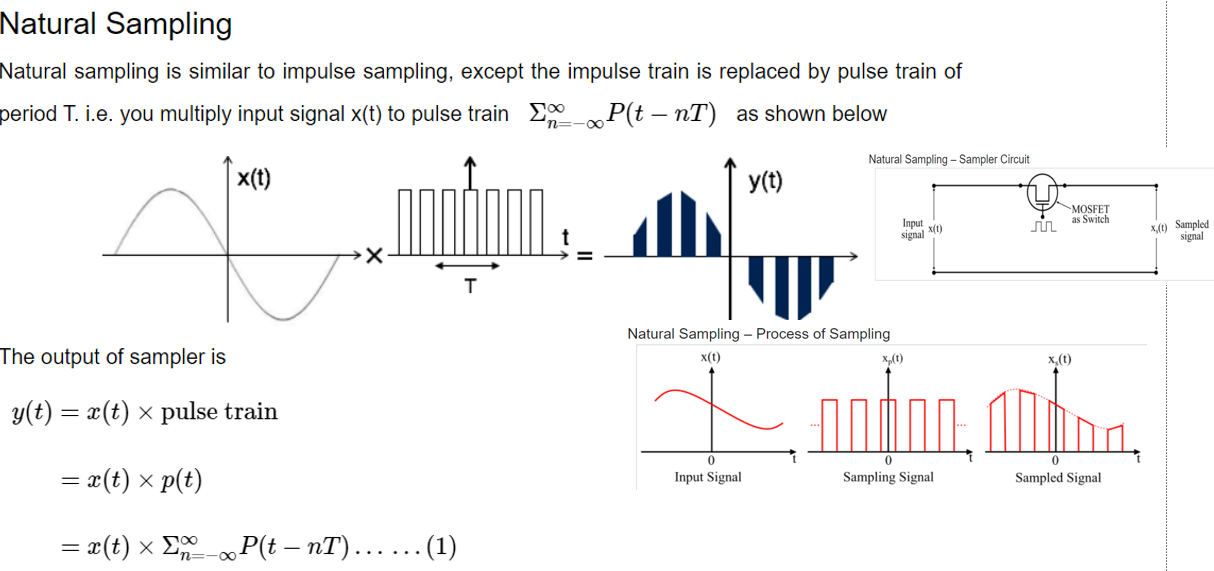 Natural Sampling
Natural sampling is similar to impulse sampling, except the impulse train is replaced by pulse train of
period T. i.e. you multiply input signal x(t) to pulse train Σ∞n=−∞P(t − nT) as shown below
x(t)
×
t
=
T
y(t)
Natural Sampling – Sampler Circuit
Input
signal
x(t)
MOSFET
as Switch
xs(t)
Sampled
signal
The output of sampler is
y(t) = x(t) × pulse train
= x(t) × p(t)
= x(t) × Σ∞n=−∞P(t − nT) . . . . . . (1)
Natural Sampling – Process of Sampling
x(t)
0
t
Input Signal
xp(t)
...
...
0
t
Sampling Signal
xs(t)
0
t
Sampled Signal